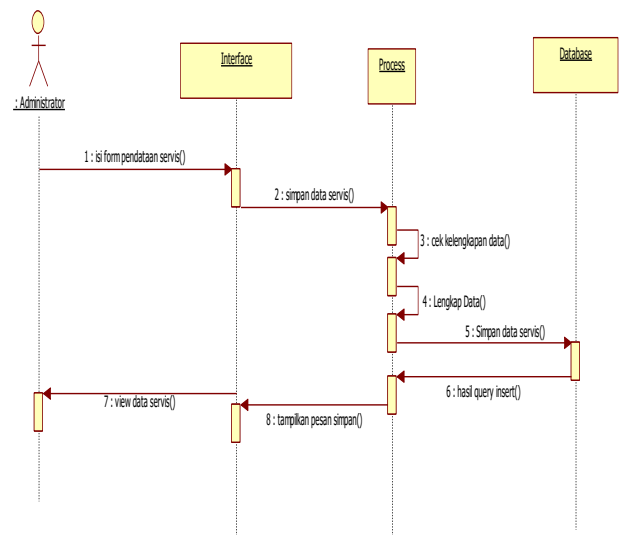 Database
Interface
Process
: Administrator
1 : isi form pendataan servis()
2 : simpan data servis()
3 : cek kelengkapan data()
4 : Lengkap Data()
5 : Simpan data servis()
6 : hasil query insert()
7 : view data servis()
8 : tampilkan pesan simpan()